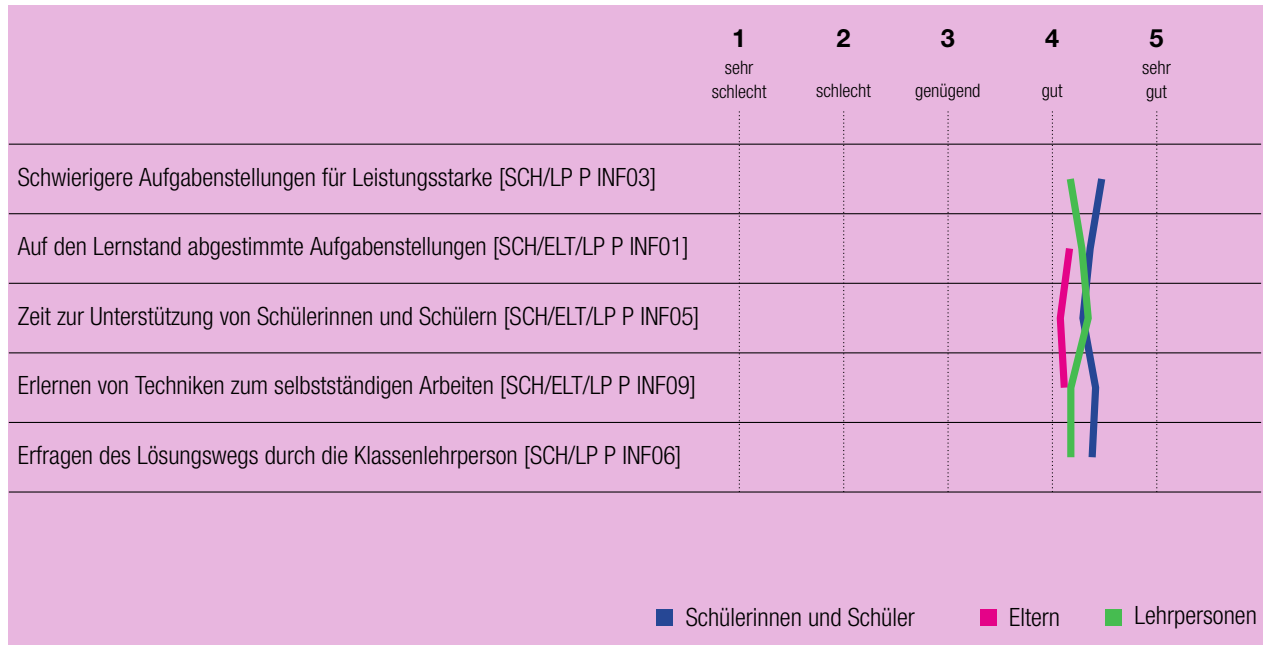 1 2 3 4 5
sehr sehr
schlecht schlecht genügend gut gut
Schwierigere Aufgabenstellungen für Leistungsstarke [SCH/LP P INF03]
Auf den Lernstand abgestimmte Aufgabenstellungen [SCH/ELT/LP P INF01]
Zeit zur Unterstützung von Schülerinnen und Schülern [SCH/ELT/LP P INF05]
Erlernen von Techniken zum selbstständigen Arbeiten [SCH/ELT/LP P INF09]
Erfragen des Lösungswegs durch die Klassenlehrperson [SCH/LP P INF06]
Schülerinnen und Schüler Eltern Lehrpersonen